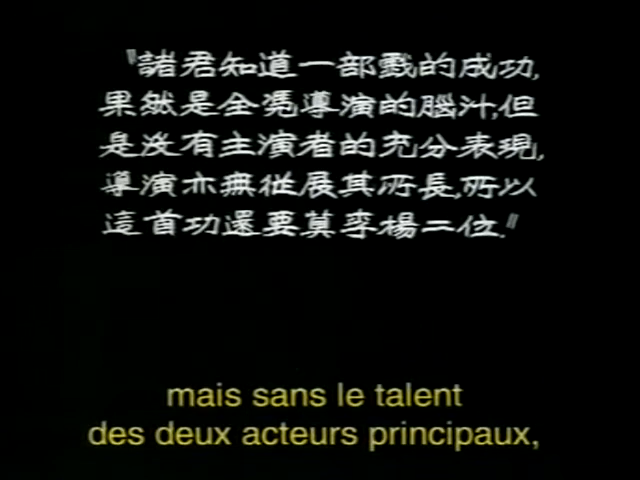 "諸君知道一部戲的成功,
果然是全凴導演的腦汁,但
是没有主演者的充分表現,
導演亦無從展其所長,所以
這首功還要莫李楊二位."
mais sans le talent
des deux acteurs principaux,